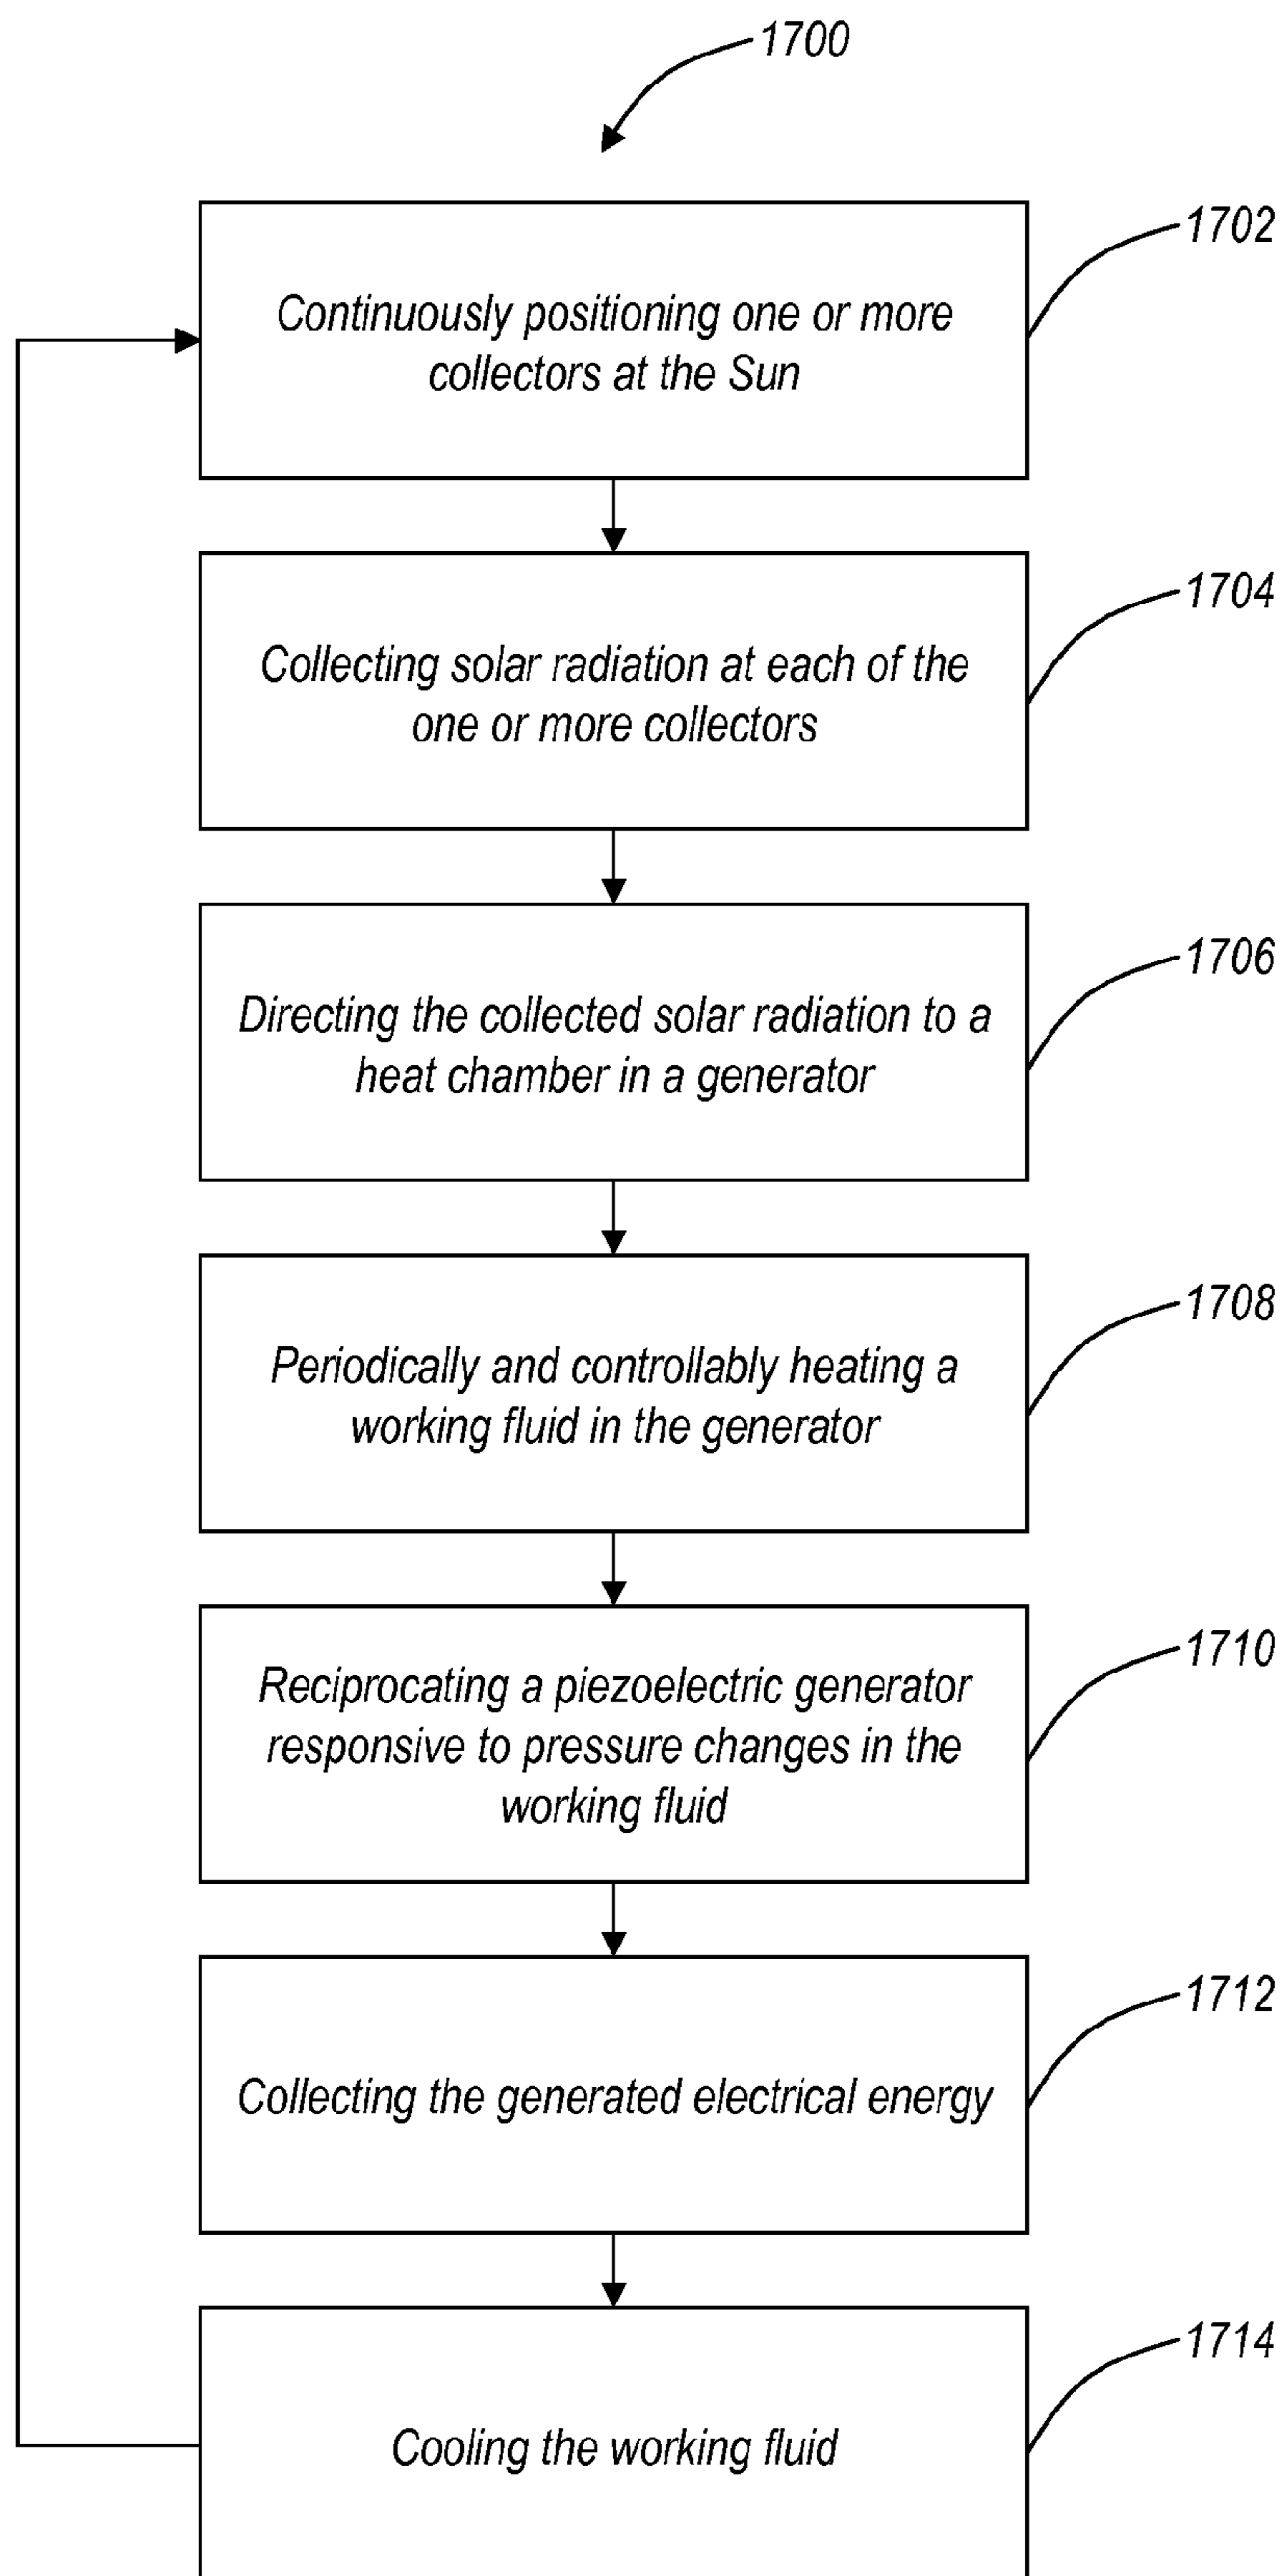 1700
1702
Continuously positioning one or more
collectors at the Sun
1704
Collecting solar radiation at each of the
one or more collectors
1706
Directing the collected solar radiation to a
heat chamber in a generator
1708
Periodically and controllably heating a
working fluid in the generator
1710
Reciprocating a piezoelectric generator
responsive to pressure changes in the
working fluid
1712
Collecting the generated electrical energy
1714
Cooling the working fluid